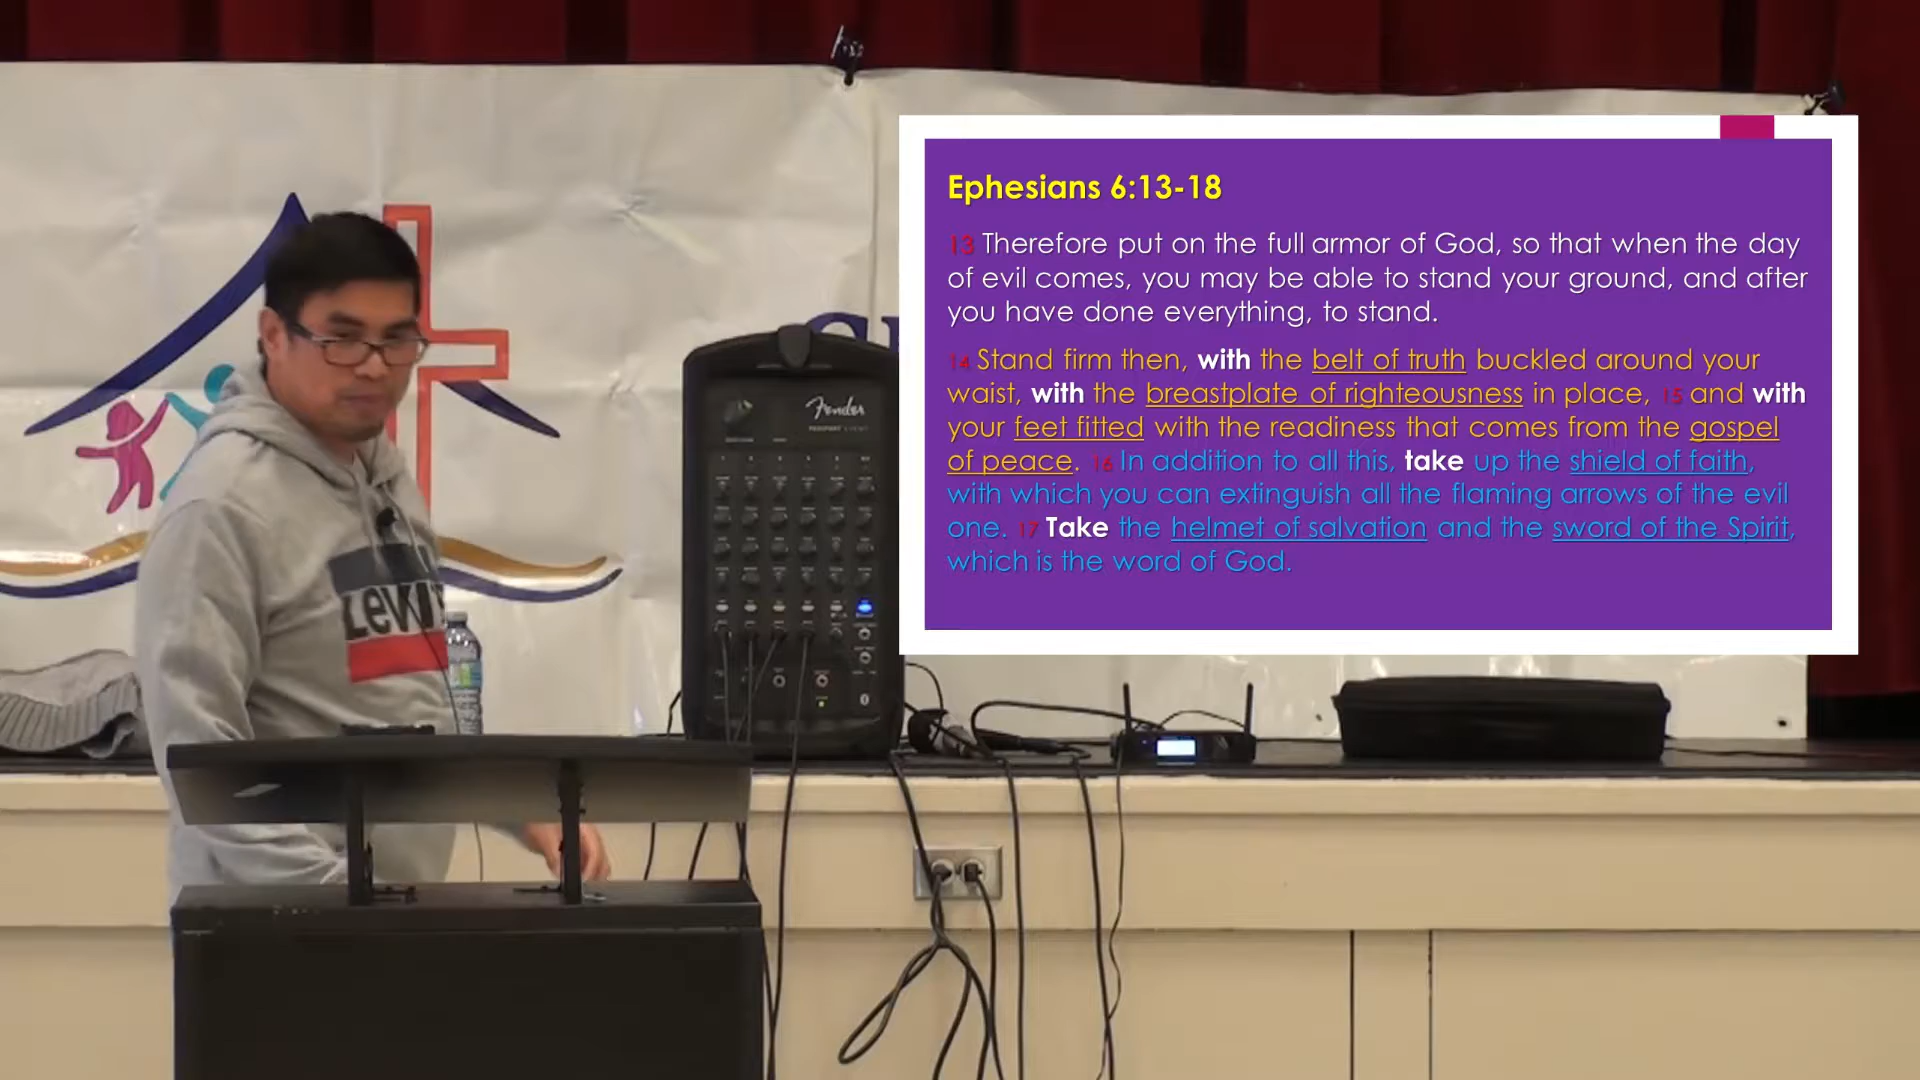 Ephesians 6:13-18
13 Therefore put on the full armor of God, so that when the day
of evil comes, you may be able to stand your ground, and after
you have done everything, to stand.
14 Stand firm then, with the belt of truth buckled around your
waist, with the breastplate of righteousness in place, 15 and with
your feet fitted with the readiness that comes from the gospel
of peace. 16 In addition to all this, take up the shield of faith,
with which you can extinguish all the flaming arrows of the evil
one. 17 Take the helmet of salvation and the sword of the Spirit,
which is the word of God.
Fender